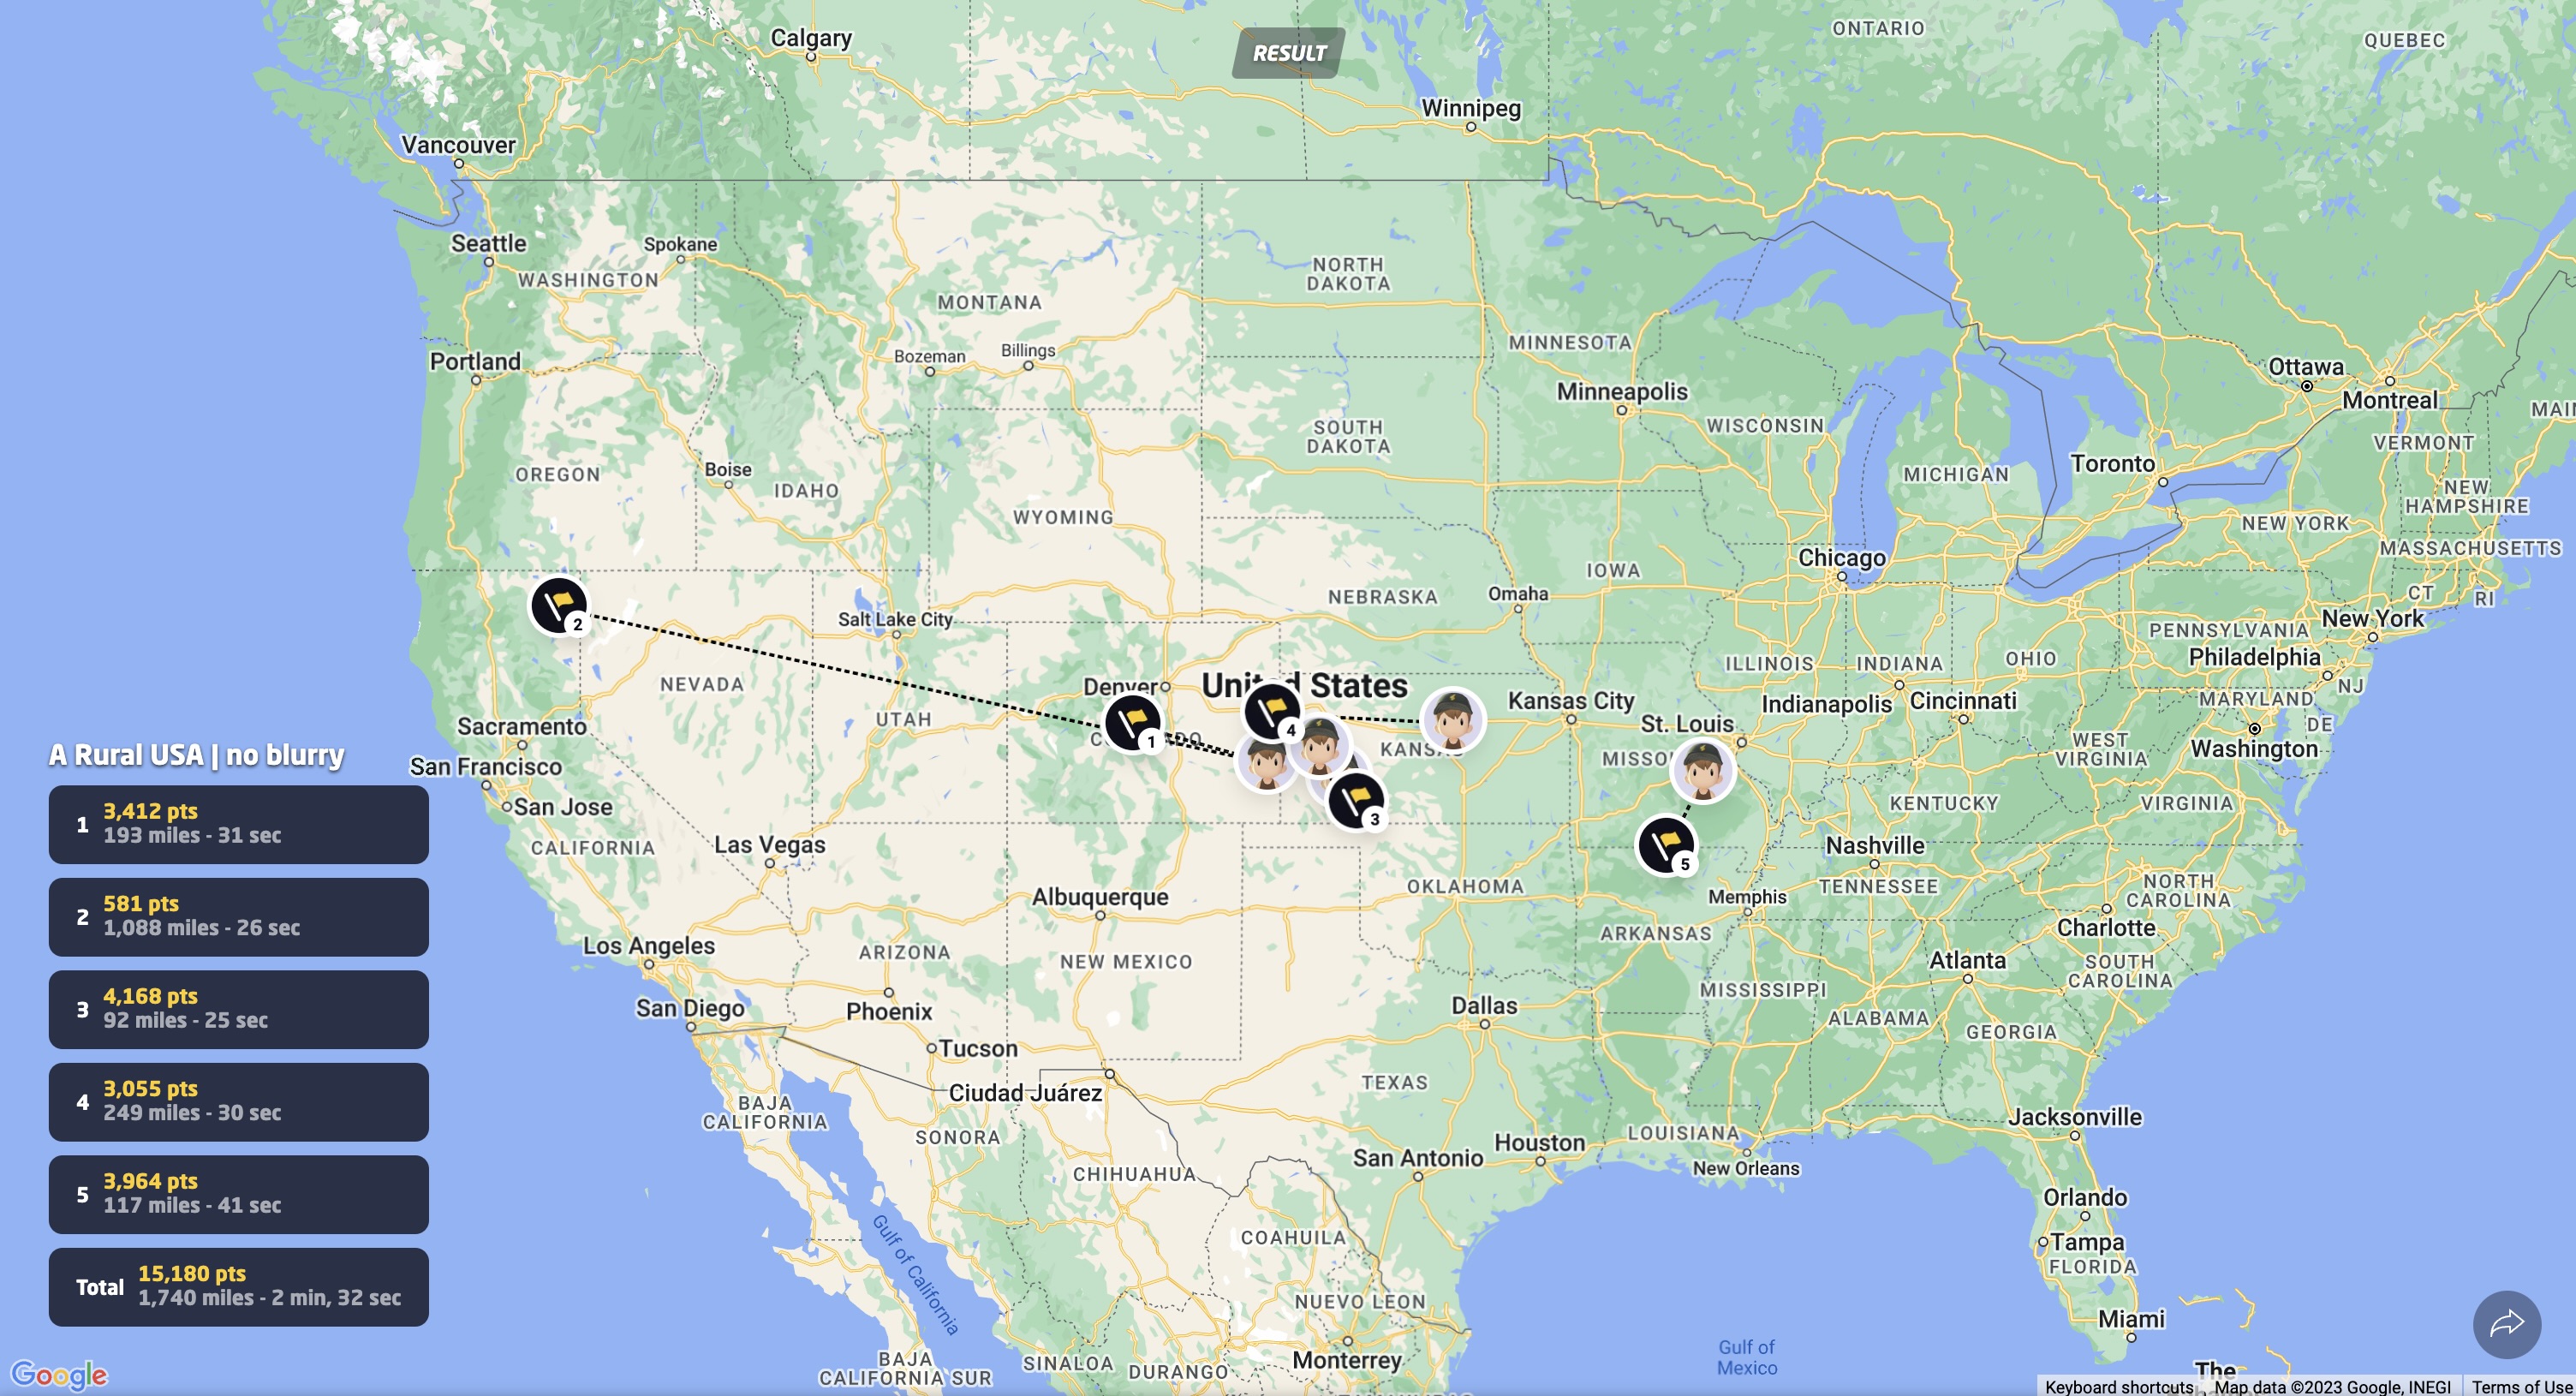 RESULT
Calgary
Winnipeg
ONTARIO
QUEBEC
Vancouver
Seattle
Spokane
WASHINGTON
MONTANA
NORTH
DAKOTA
MINNESOTA
Portland
Bozeman
Billings
Minneapolis
Ottawa
Montreal
OREGON
Boise
IDAHO
WYOMING
SOUTH
DAKOTA
WISCONSIN
MICHIGAN
Toronto
VERMONT
NEW
HAMPSHIRE
NEW YORK
MASSACHUSETTS
CT
RI
Chicago
IOWA
Omaha
NEBRASKA
Salt Lake City
2
NEVADA
UTAH
Denver
United States
1
4
3
5
Kansas City
St. Louis
ILLINOIS
INDIANA
OHIO
Indianapolis
Cincinnati
PENNSYLVANIA
New York
Philadelphia
NJ
MARYLAND
DE
Washington
WEST
VIRGINIA
VIRGINIA
KENTUCKY
Sacramento
San Francisco
San Jose
CALIFORNIA
Las Vegas
Los Angeles
San Diego
ARIZONA
Phoenix
Tucson
Albuquerque
NEW MEXICO
OKLAHOMA
ARKANSAS
Memphis
Nashville
TENNESSEE
NORTH
CAROLINA
Charlotte
SOUTH
CAROLINA
Atlanta
MISSISSIPPI
ALABAMA
GEORGIA
Dallas
TEXAS
Ciudad Juárez
BAJA
CALIFORNIA
SONORA
CHIHUAHUA
San Antonio
Houston
LOUISIANA
New Orleans
Jacksonville
Orlando
Tampa
FLORIDA
Miami
COAHUILA
NUEVO LEON
Monterrey
Gulf of California
BAJA
CALIFORNIA SUR
SINALOA
DURANGO
Gulf of
Mexico
The
A Rural USA | no blurry
1
3,412 pts
193 miles - 31 sec
2
581 pts
1,088 miles - 26 sec
3
4,168 pts
92 miles - 25 sec
4
3,055 pts
249 miles - 30 sec
5
3,964 pts
117 miles - 41 sec
Total
15,180 pts
1,740 miles - 2 min, 32 sec
Google
Keyboard shortcuts
Map data ©2023 Google, INEGI
Terms of Use